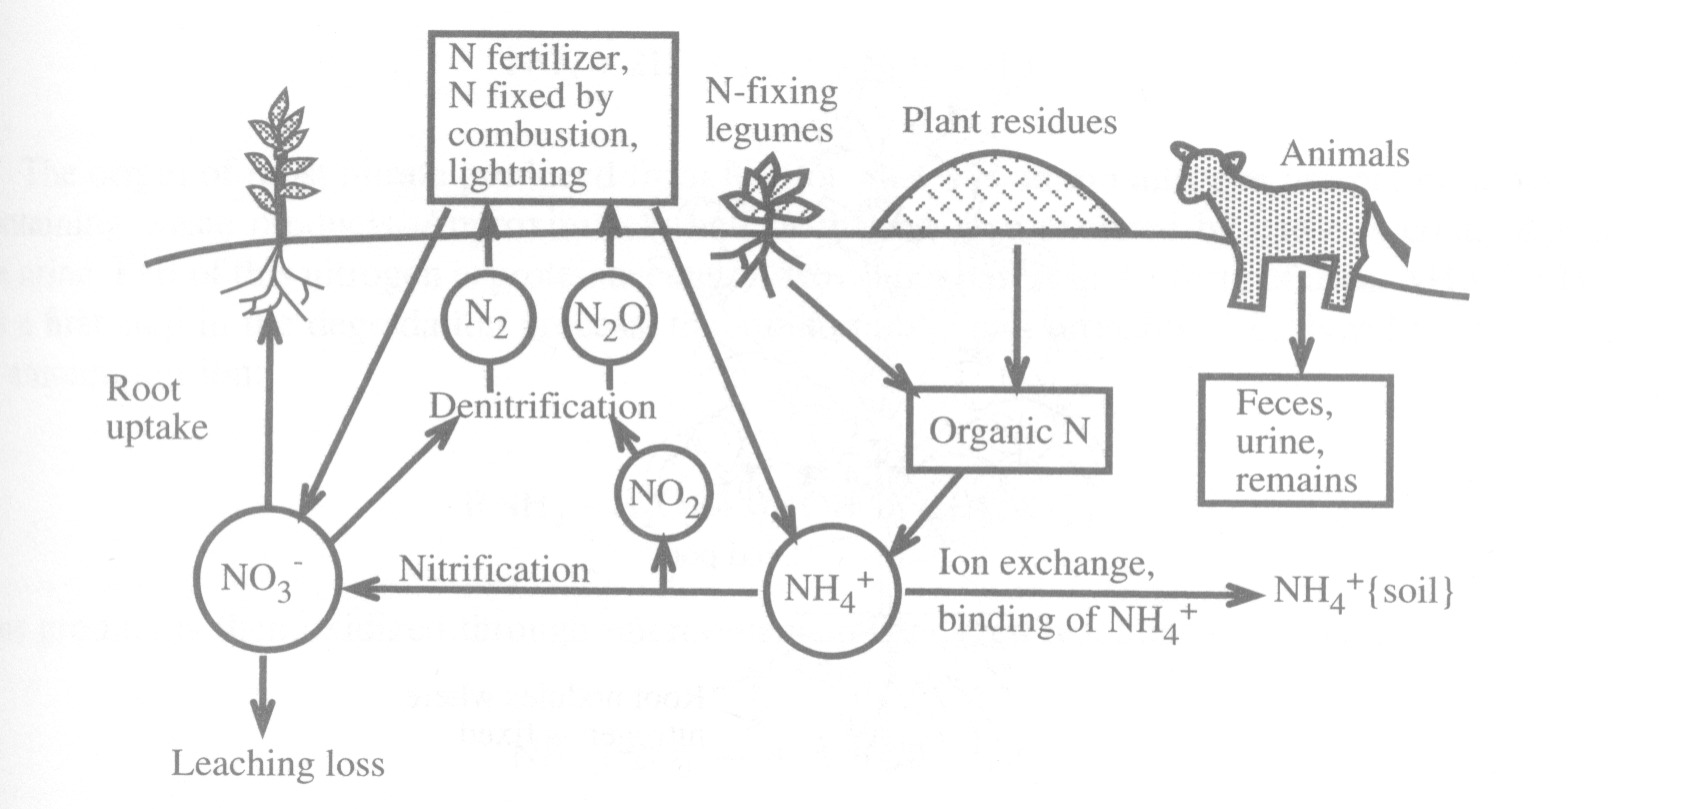 N fertilizer,
N fixed by
combustion,
lightning
N-fixing
legumes
Plant residues
Animals
N₂
N₂O
Root
uptake
Denitrification
Organic N
Feces,
urine,
remains
NO₂
NO₃⁻
Nitrification
NH₄⁺
Ion exchange,
binding of NH₄⁺
NH₄⁺{soil}
Leaching loss